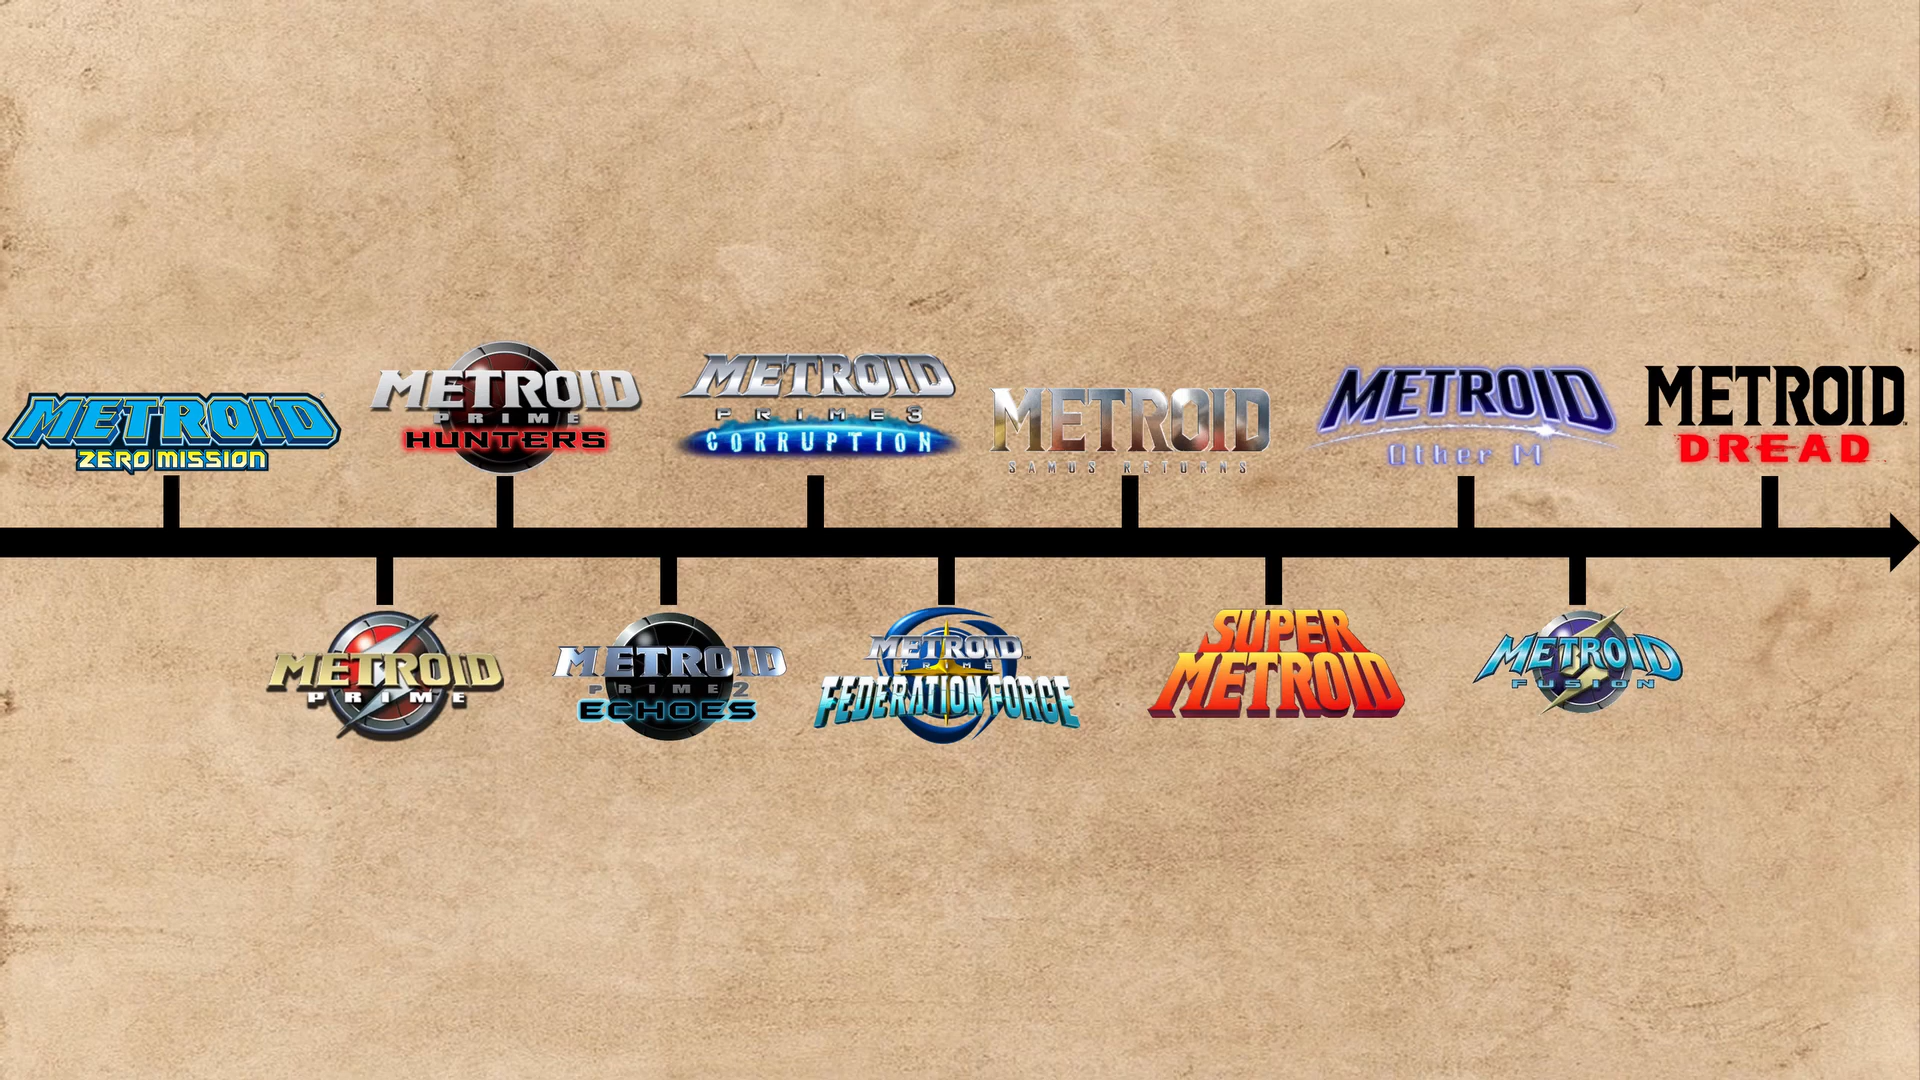 METROID
ZERO MISSION
METROID
PRIME
HUNTERS
METROID
PRIME 3
CORRUPTION
METROID
SAMUS RETURNS
METROID
Other M
METROID
DREAD
METROID
PRIME
METROID
PRIME 2
ECHOES
METROID
PRIME
FEDERATION FORCE
SUPER
METROID
METROID
FUSION